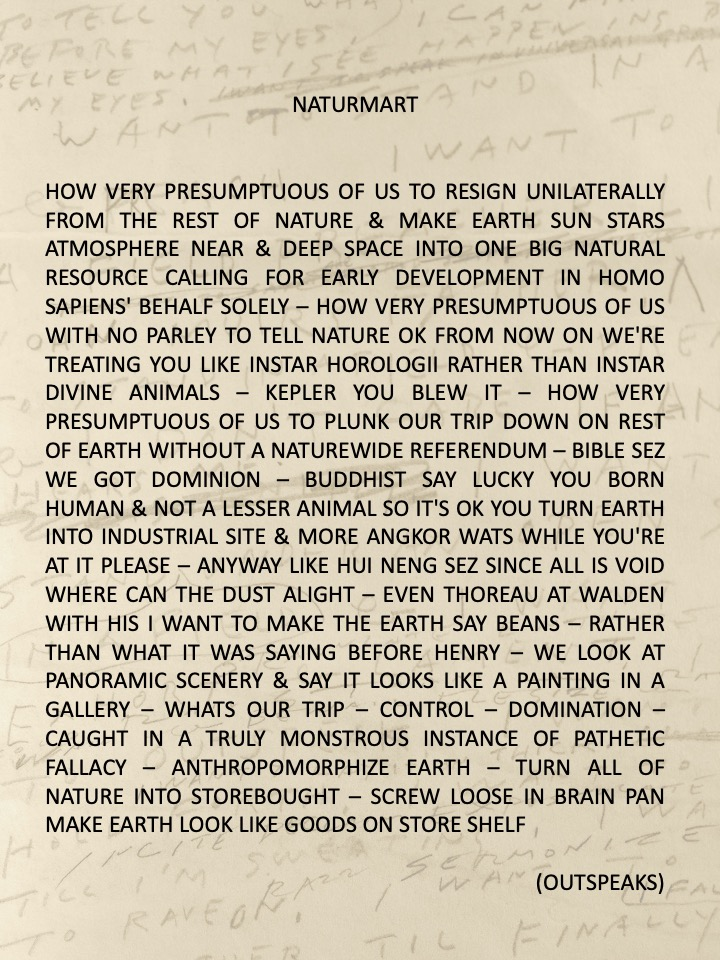 NATURMART
HOW VERY PRESUMPTUOUS OF US TO RESIGN UNILATERALLY
FROM THE REST OF NATURE & MAKE EARTH SUN STARS
ATMOSPHERE NEAR & DEEP SPACE INTO ONE BIG NATURAL
RESOURCE CALLING FOR EARLY DEVELOPMENT IN HOMO
SAPIENS' BEHALF SOLELY – HOW VERY PRESUMPTUOUS OF US
WITH NO PARLEY TO TELL NATURE OK FROM NOW ON WE'RE
TREATING YOU LIKE INSTAR HOROLOGII RATHER THAN INSTAR
DIVINE ANIMALS – KEPLER YOU BLEW IT – HOW VERY
PRESUMPTUOUS OF US TO PLUNK OUR TRIP DOWN ON REST
OF EARTH WITHOUT A NATUREWIDE REFERENDUM – BIBLE SEZ
WE GOT DOMINION – BUDDHIST SAY LUCKY YOU BORN
HUMAN & NOT A LESSER ANIMAL SO IT'S OK YOU TURN EARTH
INTO INDUSTRIAL SITE & MORE ANGKOR WATS WHILE YOU'RE
AT IT PLEASE – ANYWAY LIKE HUI NENG SEZ SINCE ALL IS VOID
WHERE CAN THE DUST ALIGHT – EVEN THOREAU AT WALDEN
WITH HIS I WANT TO MAKE THE EARTH SAY BEANS – RATHER
THAN WHAT IT WAS SAYING BEFORE HENRY – WE LOOK AT
PANORAMIC SCENERY & SAY IT LOOKS LIKE A PAINTING IN A
GALLERY – WHATS OUR TRIP – CONTROL – DOMINATION –
CAUGHT IN A TRULY MONSTROUS INSTANCE OF PATHETIC
FALLACY – ANTHROPOMORPHIZE EARTH – TURN ALL OF
NATURE INTO STOREBOUGHT – SCREW LOOSE IN BRAIN PAN
MAKE EARTH LOOK LIKE GOODS ON STORE SHELF
(OUTSPEAKS)